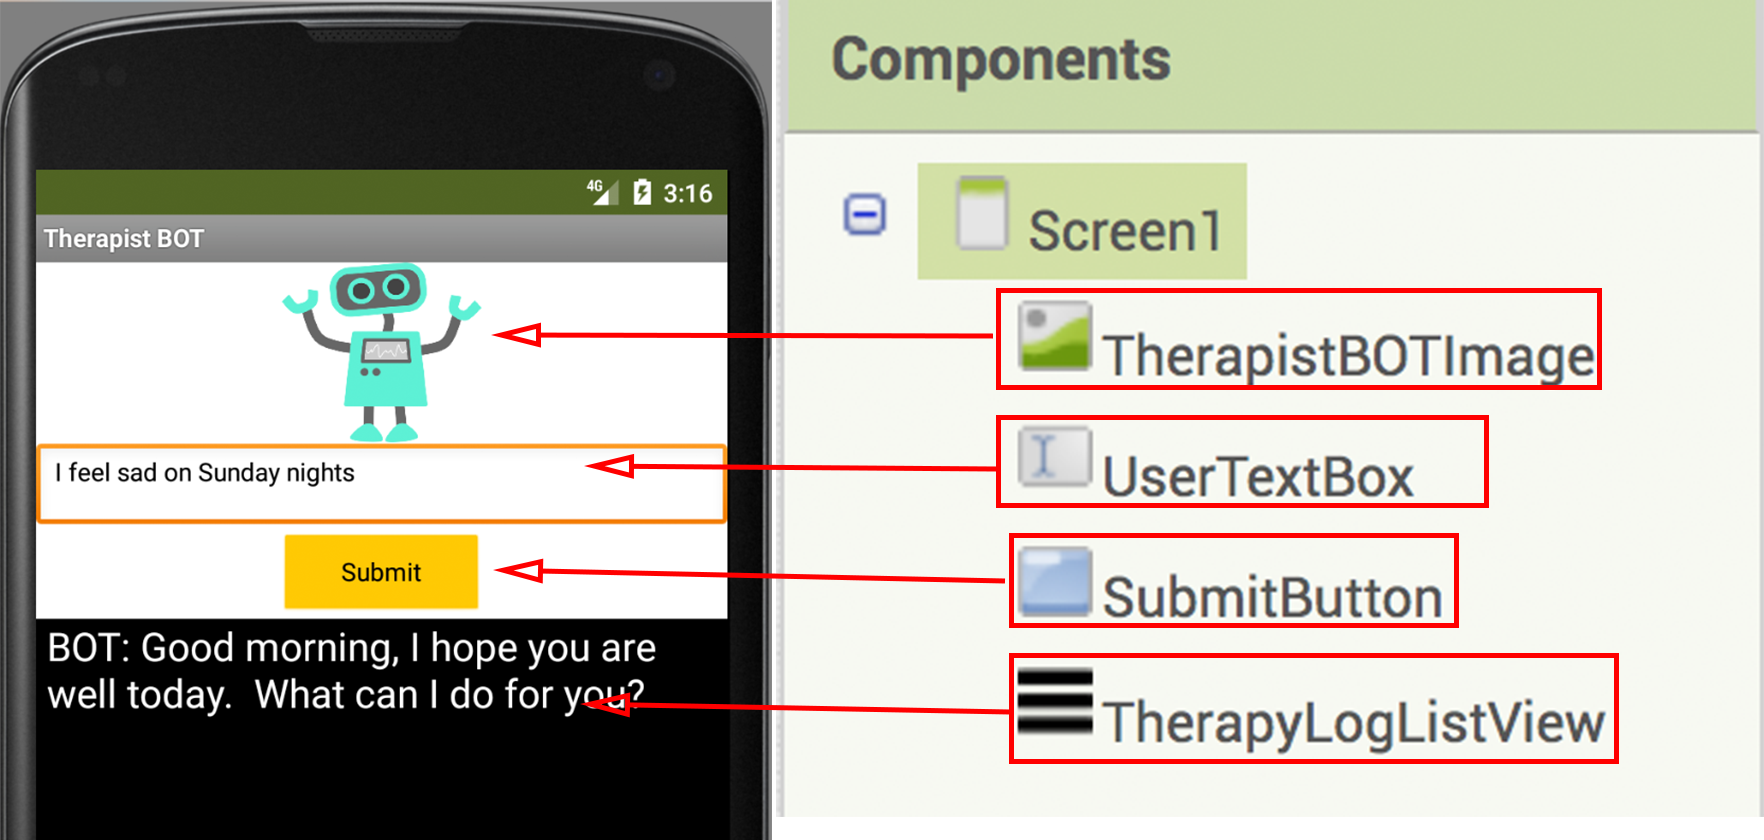 4G 3:16
Therapist BOT
I feel sad on Sunday nights
Submit
BOT: Good morning, I hope you are
well today.  What can I do for you?
Components
Screen1
TherapistBOTImage
UserTextBox
SubmitButton
TherapyLogListView